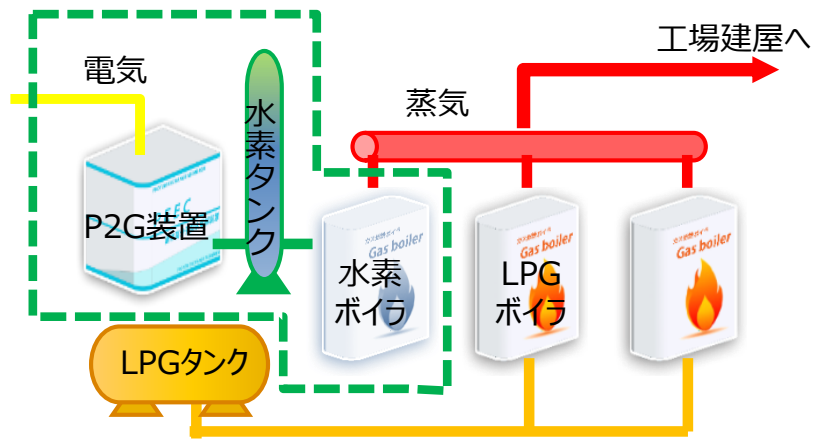 工場建屋へ
電気
蒸気
水素タンク
P2G装置
Gas boiler
水素
ボイラ
Gas boiler
LPG
ボイラ
Gas boiler
LPGタンク